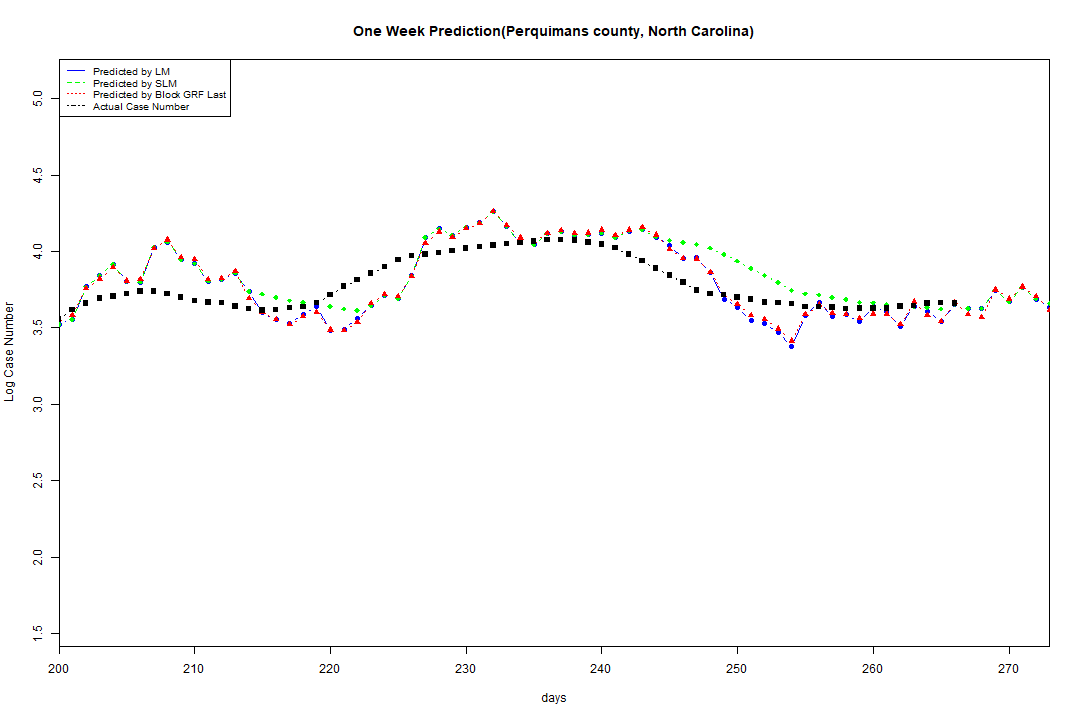 One Week Prediction(Perquimans county, North Carolina)
Predicted by LM
Predicted by SLM
Predicted by Block GRF Last
Actual Case Number
5.0
4.5
4.0
3.5
3.0
2.5
2.0
1.5
Log Case Number
200 210 220 230 240 250 260 270
days